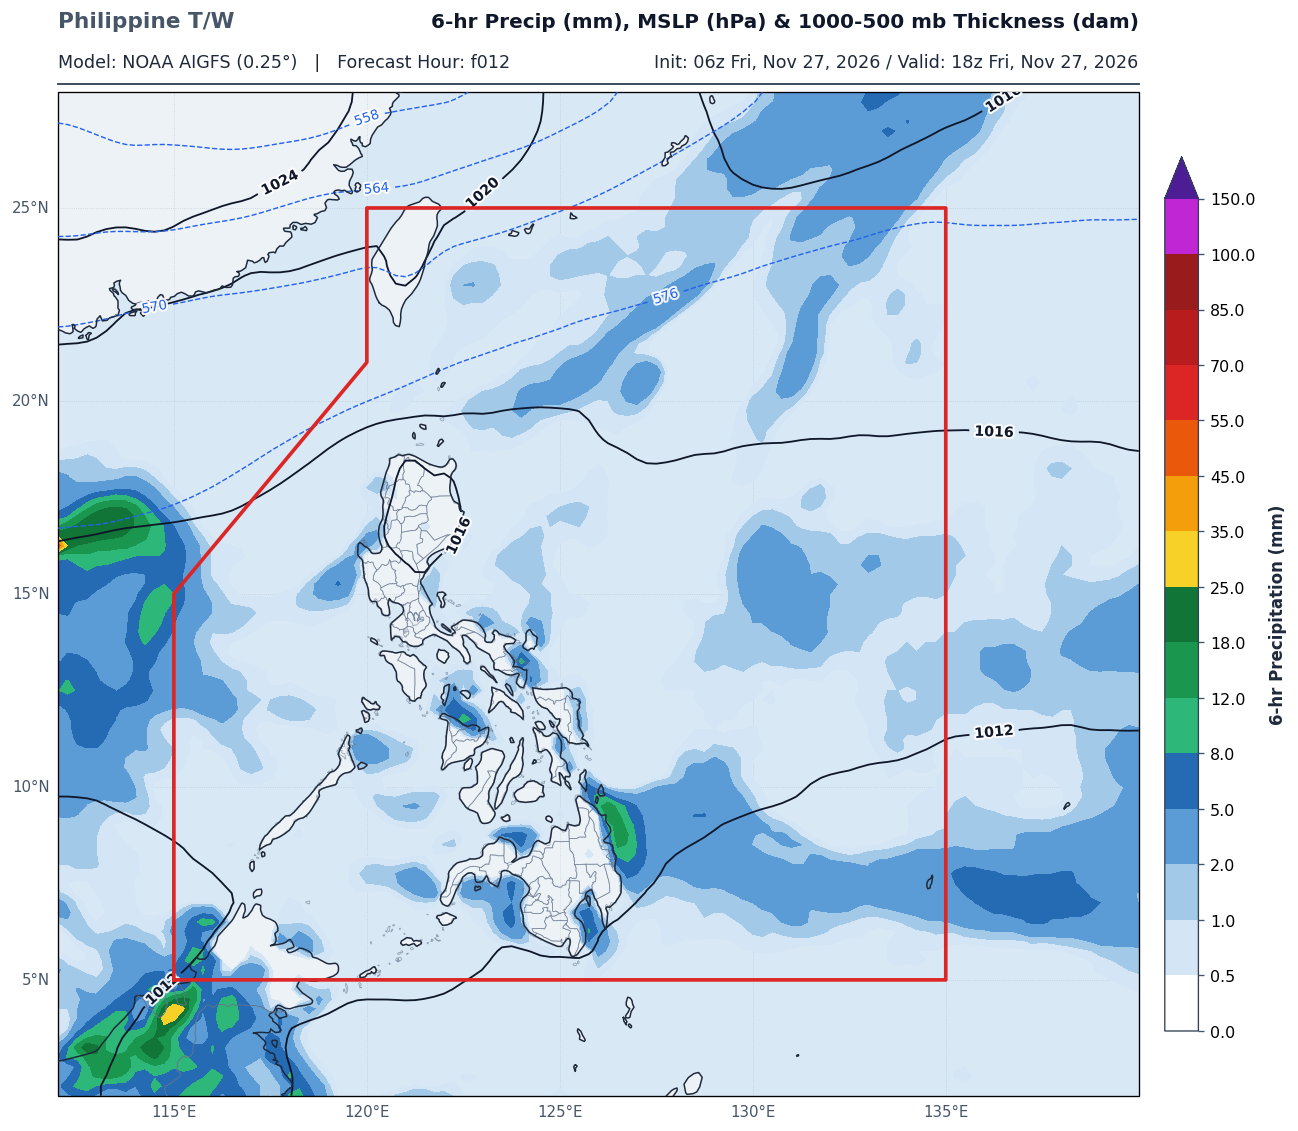 Philippine T/W
6-hr Precip (mm), MSLP (hPa) & 1000-500 mb Thickness (dam)
Model: NOAA AIGFS (0.25°) | Forecast Hour: f012
Init: 06z Fri, Nov 27, 2026 / Valid: 18z Fri, Nov 27, 2026
558
1016
1024
564
1020
25°N
570
576
20°N
1016
1016
15°N
1012
10°N
1012
5°N
115°E
120°E
125°E
130°E
135°E
150.0
100.0
85.0
70.0
55.0
45.0
35.0
25.0
18.0
12.0
8.0
5.0
2.0
1.0
0.5
0.0
6-hr Precipitation (mm)